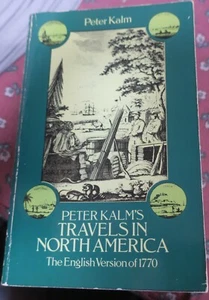 Peter Kalm
PETER KALM'S
TRAVELS IN
NORTH AMERICA
The English Version of 1770